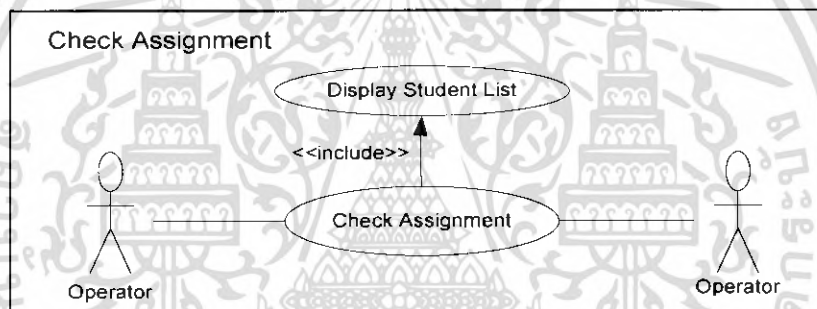 Check Assignment
Display Student List
<<include>>
Check Assignment
Operator
Operator